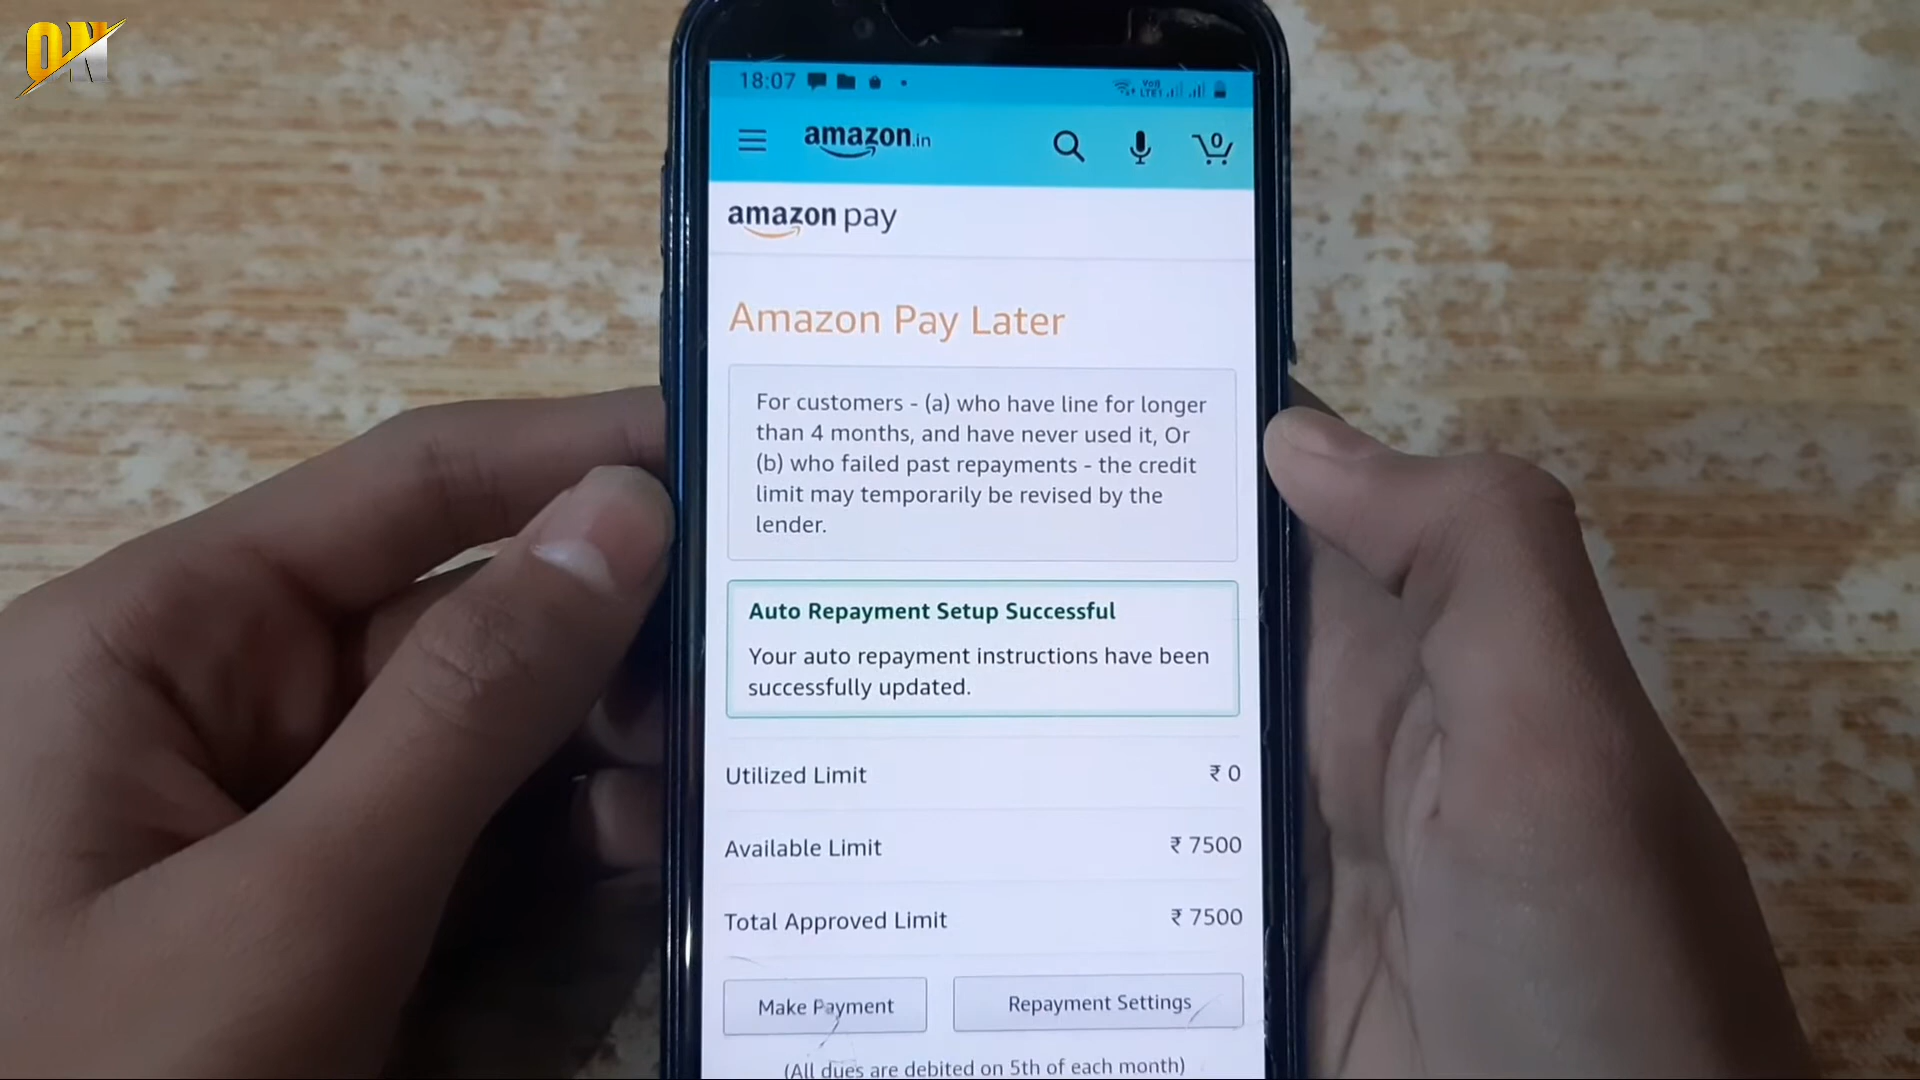 ON
18:07
amazon.in
0
amazon pay
Amazon Pay Later
For customers - (a) who have line for longer
than 4 months, and have never used it, Or
(b) who failed past repayments - the credit
limit may temporarily be revised by the
lender.
Auto Repayment Setup Successful
Your auto repayment instructions have been
successfully updated.
Utilized Limit ₹ 0
Available Limit ₹ 7500
Total Approved Limit ₹ 7500
Make Payment Repayment Settings
(All dues are debited on 5th of each month)